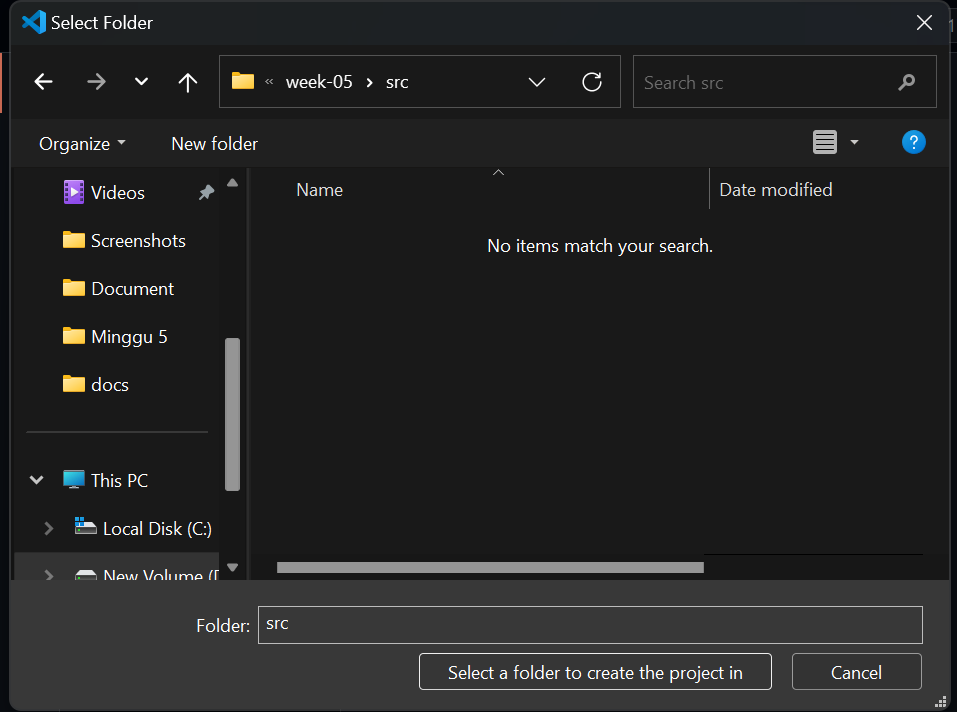 Select Folder
« week-05 > src
Search src
Organize
New folder
?
Videos
Screenshots
Document
Minggu 5
docs
This PC
Local Disk (C:)
New Volume (
Name
Date modified
No items match your search.
Folder: src
Select a folder to create the project in
Cancel